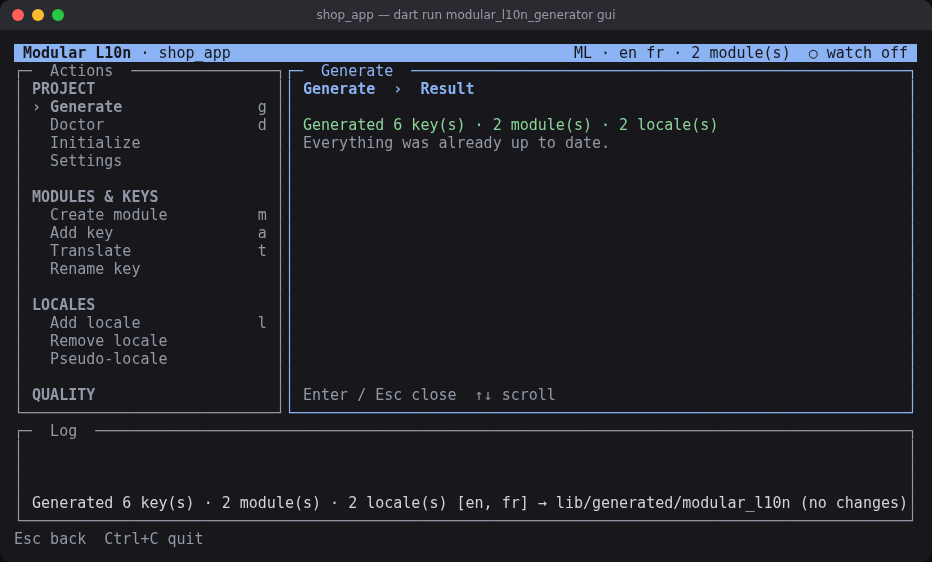 shop_app — dart run modular_l10n_generator gui
Modular L10n · shop_app ML · en fr · 2 module(s) ○ watch off
Actions
PROJECT
› Generate g
Doctor d
Initialize
Settings
MODULES & KEYS
Create module m
Add key a
Translate t
Rename key
LOCALES
Add locale l
Remove locale
Pseudo-locale
QUALITY
Generate
Generate › Result
Generated 6 key(s) · 2 module(s) · 2 locale(s)
Everything was already up to date.
Enter / Esc close ↑↓ scroll
Log
Generated 6 key(s) · 2 module(s) · 2 locale(s) [en, fr] → lib/generated/modular_l10n (no changes)
Esc back Ctrl+C quit